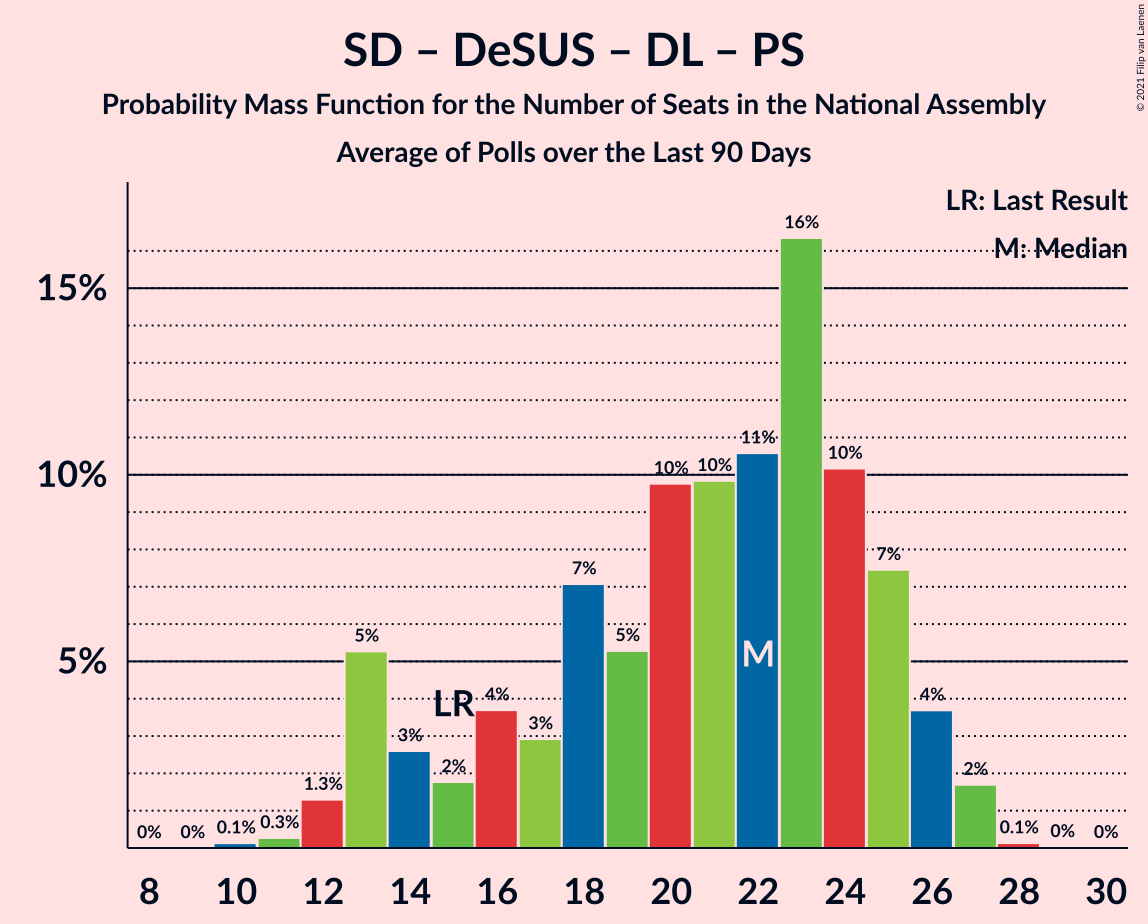 SD – DeSUS – DL – PS
Probability Mass Function for the Number of Seats in the National Assembly
Average of Polls over the Last 90 Days
© 2021 Filip van Laenen
LR: Last Result
M: Median
15%
10%
5%
0%
0%
0.1%
0.3%
1.3%
5%
3%
2%
4%
3%
7%
5%
10%
10%
11%
16%
10%
7%
4%
2%
0.1%
0%
0%
LR
M
8 10 12 14 16 18 20 22 24 26 28 30